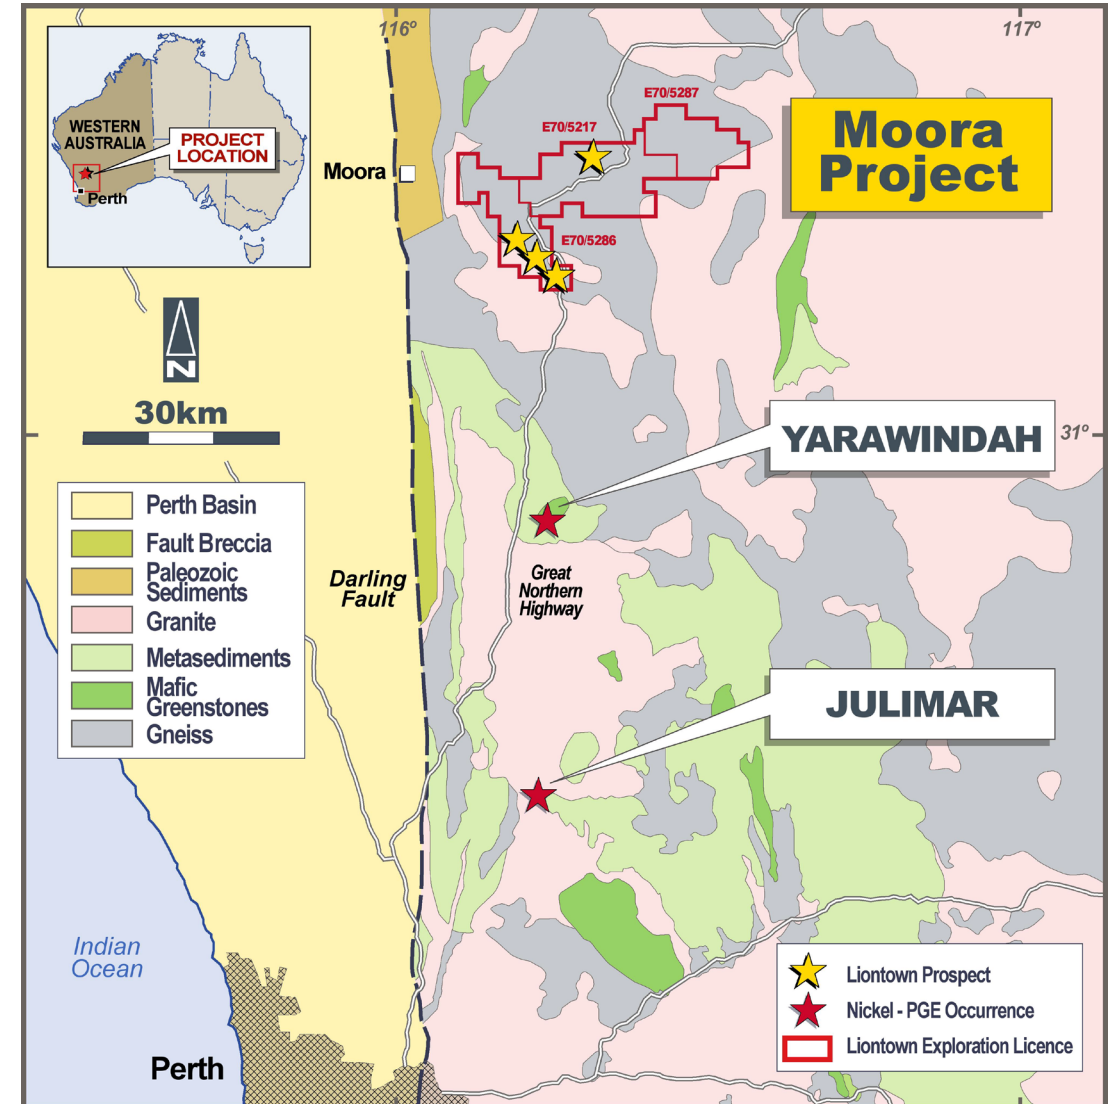 116°
117°
WESTERN
AUSTRALIA
PROJECT
LOCATION
Perth
Moora
E70/5287
E70/5217
E70/5286
Moora
Project
N
30km
YARAWINDAH
31°
Perth Basin
Fault Breccia
Paleozoic
Sediments
Granite
Metasediments
Mafic
Greenstones
Gneiss
Darling
Fault
Great
Northern
Highway
JULIMAR
Indian
Ocean
Perth
Liontown Prospect
Nickel - PGE Occurrence
Liontown Exploration Licence